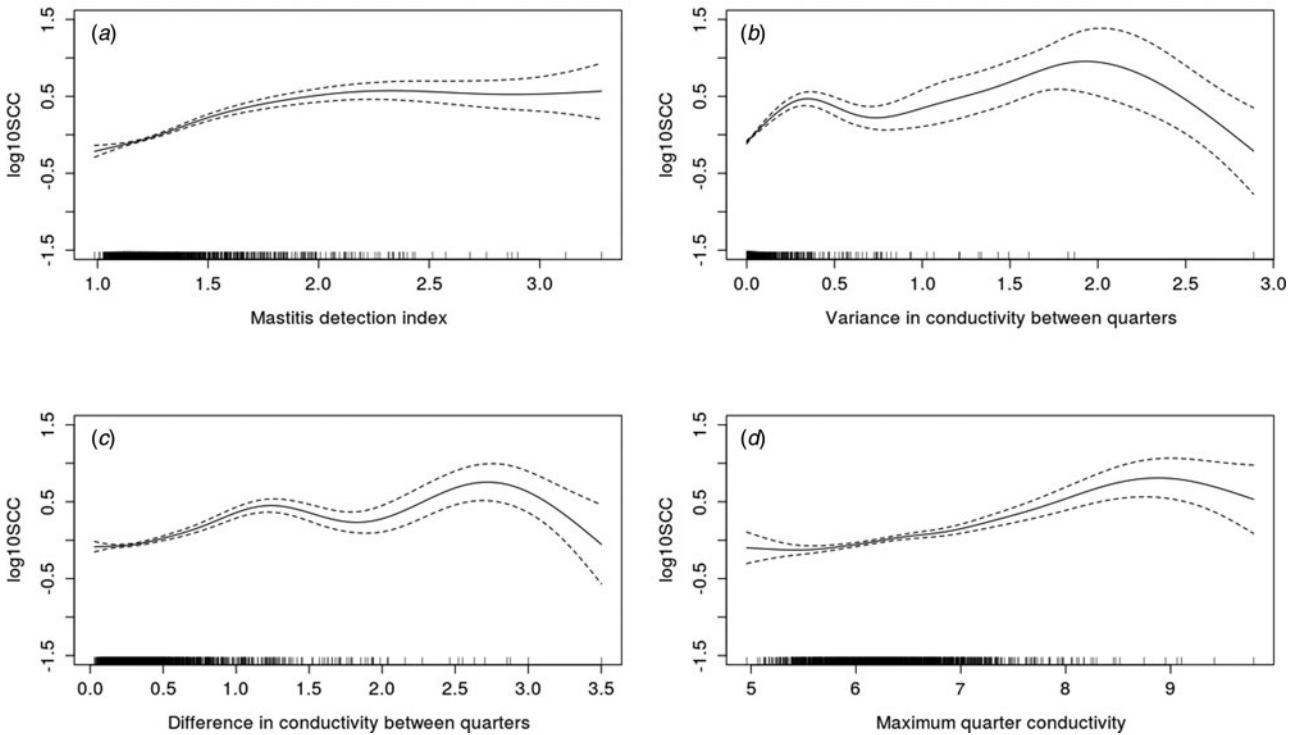 (a)
log10SCC
1.5
0.5
-0.5
-1.5
1.0 1.5 2.0 2.5 3.0
Mastitis detection index
(b)
log10SCC
1.5
0.5
-0.5
-1.5
0.0 0.5 1.0 1.5 2.0 2.5 3.0
Variance in conductivity between quarters
(c)
log10SCC
1.5
0.5
-0.5
-1.5
0.0 0.5 1.0 1.5 2.0 2.5 3.0 3.5
Difference in conductivity between quarters
(d)
log10SCC
1.5
0.5
-0.5
-1.5
5 6 7 8 9
Maximum quarter conductivity